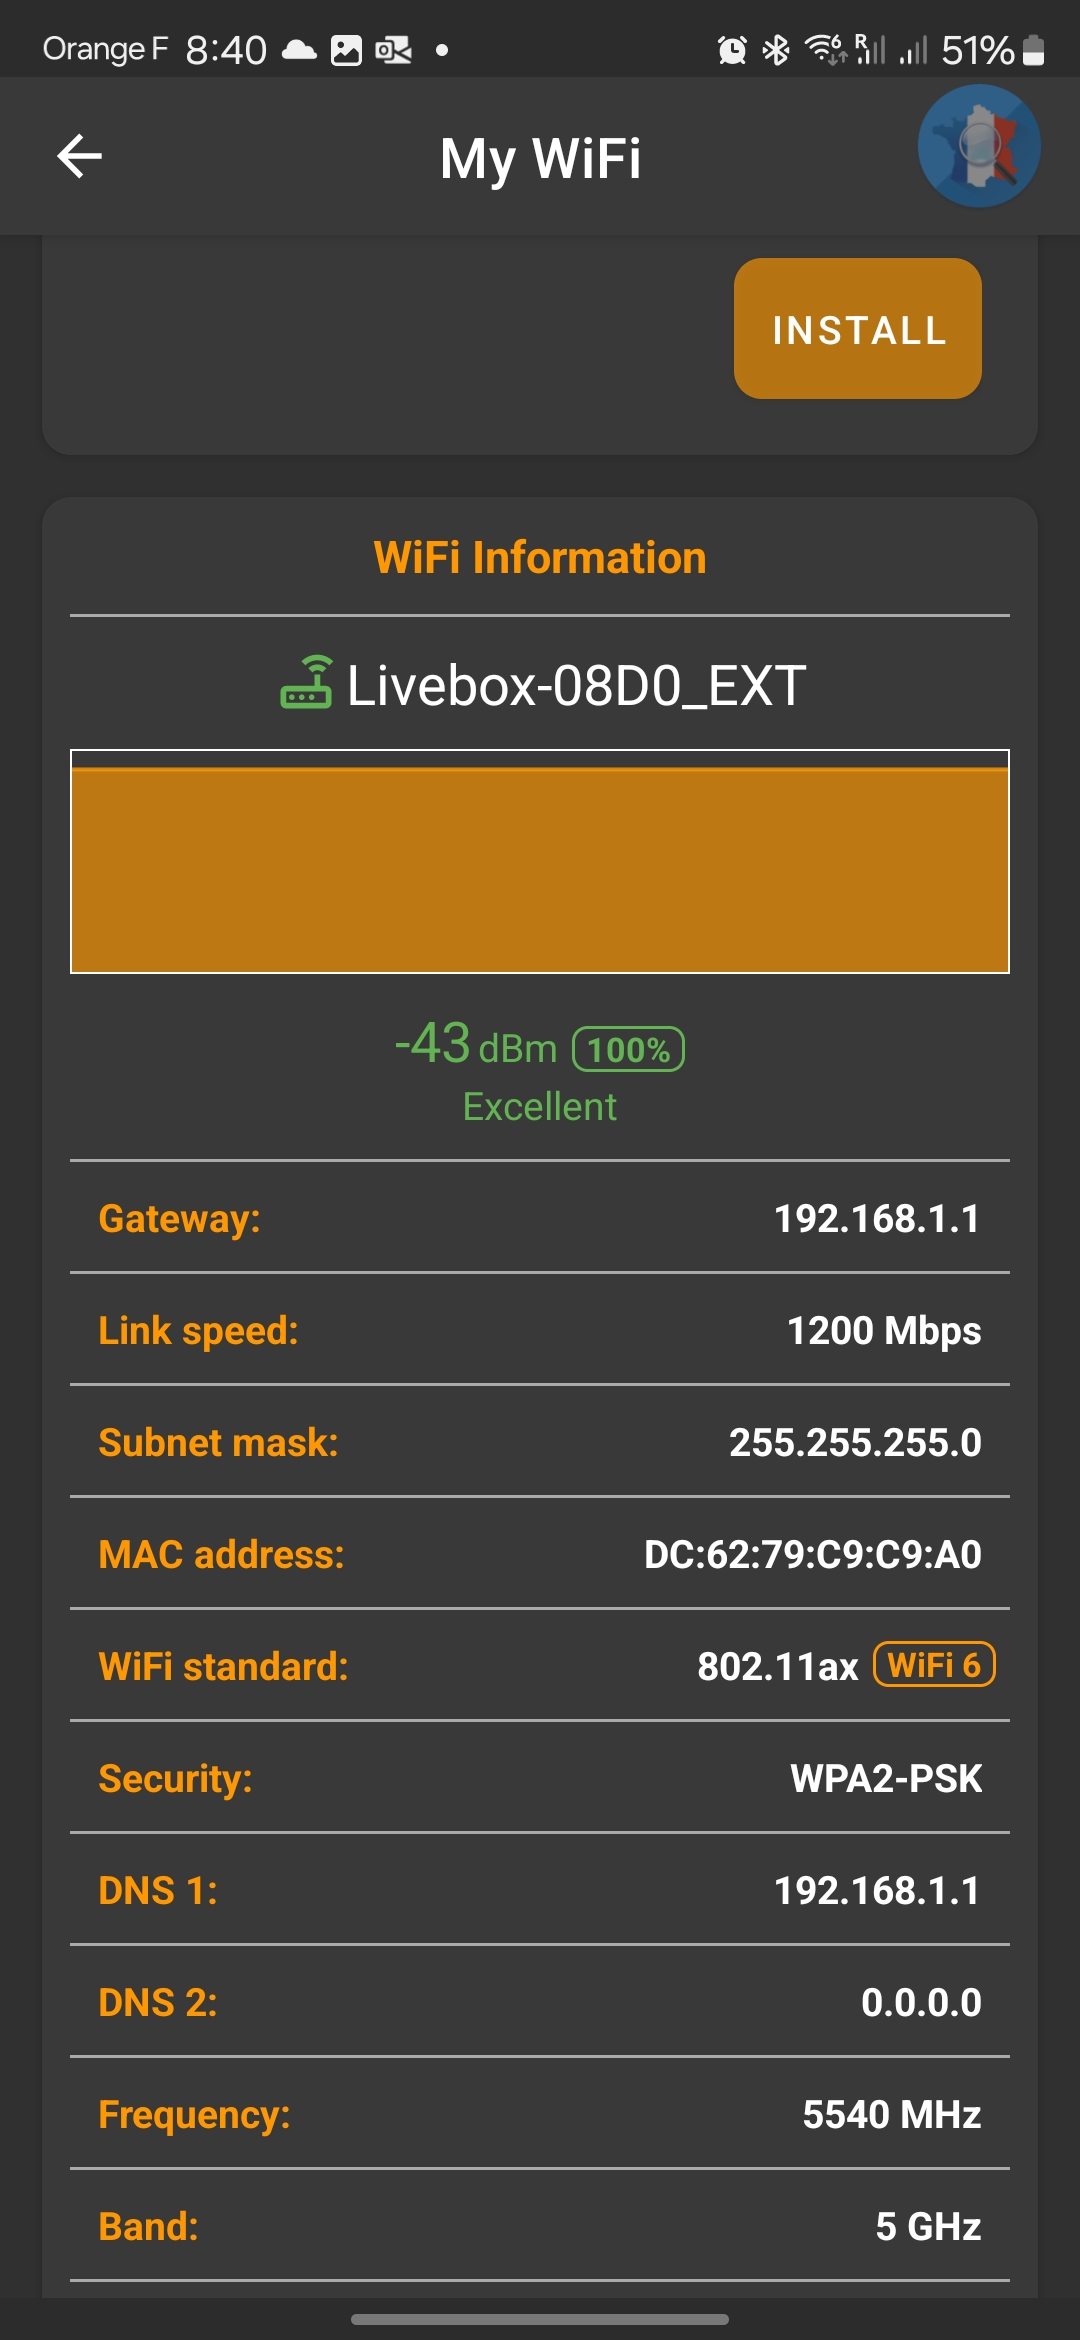 Orange F 8:40 51%
My WiFi
INSTALL
WiFi Information
Livebox-08D0_EXT
-43 dBm 100%
Excellent
Gateway: 192.168.1.1
Link speed: 1200 Mbps
Subnet mask: 255.255.255.0
MAC address: DC:62:79:C9:C9:A0
WiFi standard: 802.11ax WiFi 6
Security: WPA2-PSK
DNS 1: 192.168.1.1
DNS 2: 0.0.0.0
Frequency: 5540 MHz
Band: 5 GHz